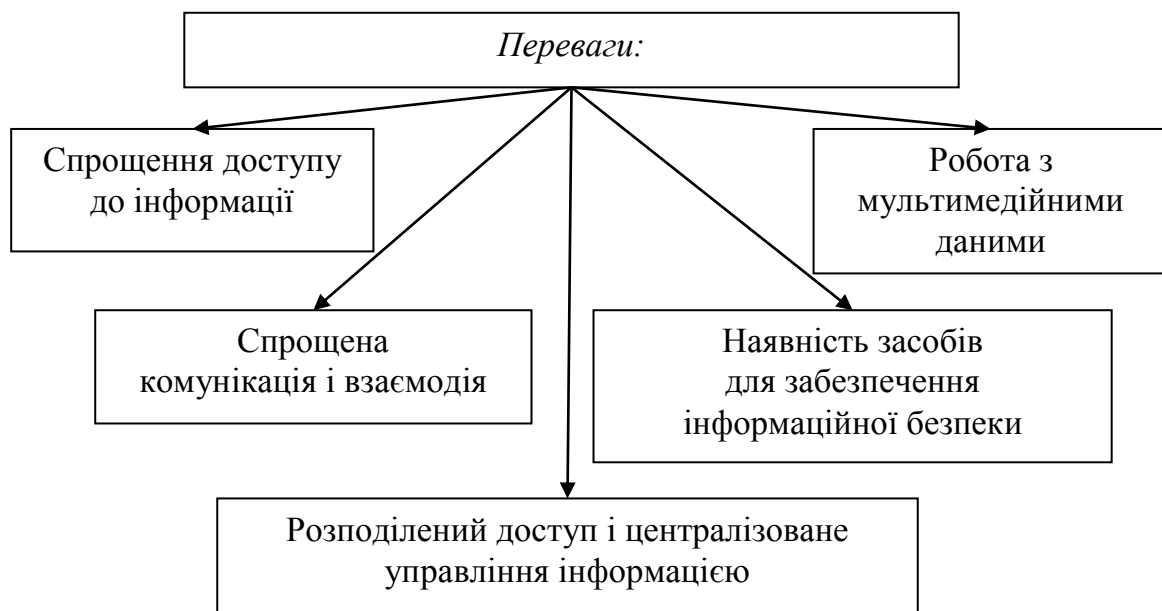 Переваги:
Спрощення доступу
до інформації
Робота з
мультимедійними
даними
Спрощена
комунікація і взаємодія
Наявність засобів
для забезпечення
інформаційної безпеки
Розподілений доступ і централізоване
управління інформацією